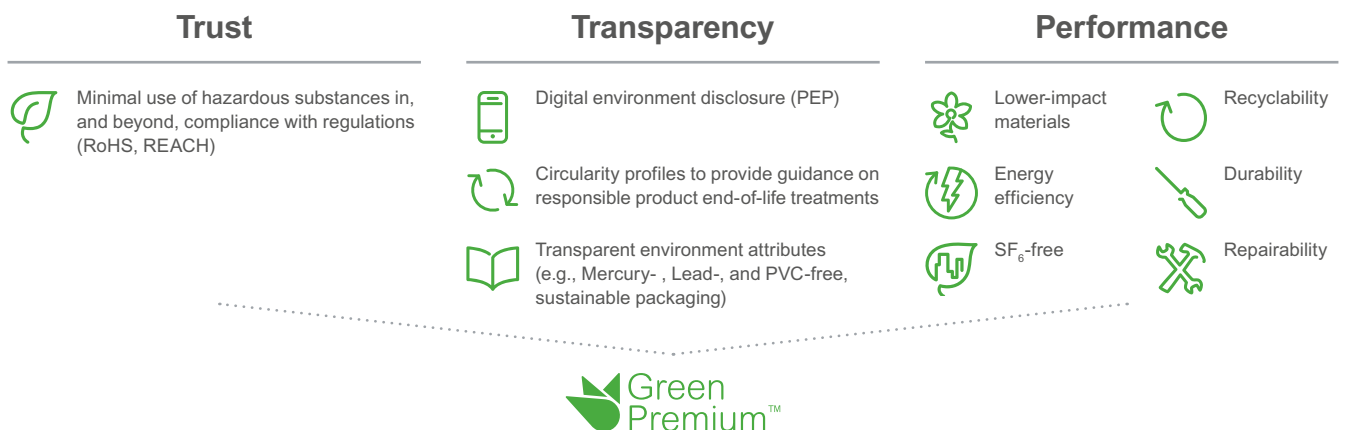 Trust
Minimal use of hazardous substances in,
and beyond, compliance with regulations
(RoHS, REACH)
Transparency
Digital environment disclosure (PEP)
Circularity profiles to provide guidance on
responsible product end-of-life treatments
Transparent environment attributes
(e.g., Mercury- , Lead-, and PVC-free,
sustainable packaging)
Performance
Lower-impact
materials
Recyclability
Energy
efficiency
Durability
SF₆-free
Repairability
Green
Premium™